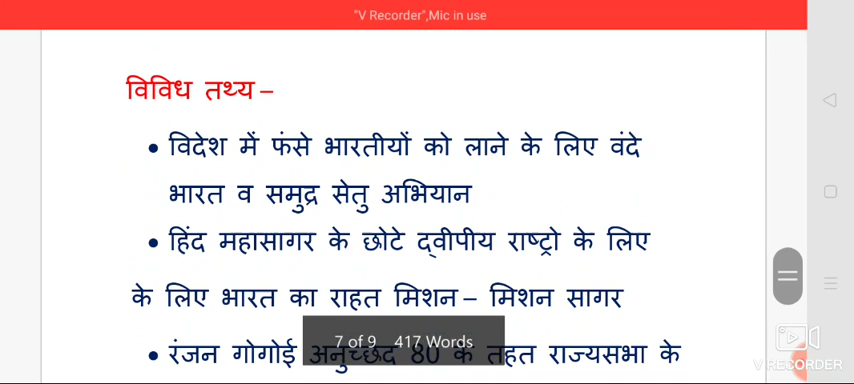 "V Recorder",Mic in use
विविध तथ्य –
• विदेश में फंसे भारतीयों को लाने के लिए वंदे
भारत व समुद्र सेतु अभियान
• हिंद महासागर के छोटे द्वीपीय राष्ट्रो के लिए
के लिए भारत का राहत मिशन – मिशन सागर
7 of 9 417 Words
• रंजन गोगोई अनुच्छेद 80 के तहत राज्यसभा के
V RECORDER